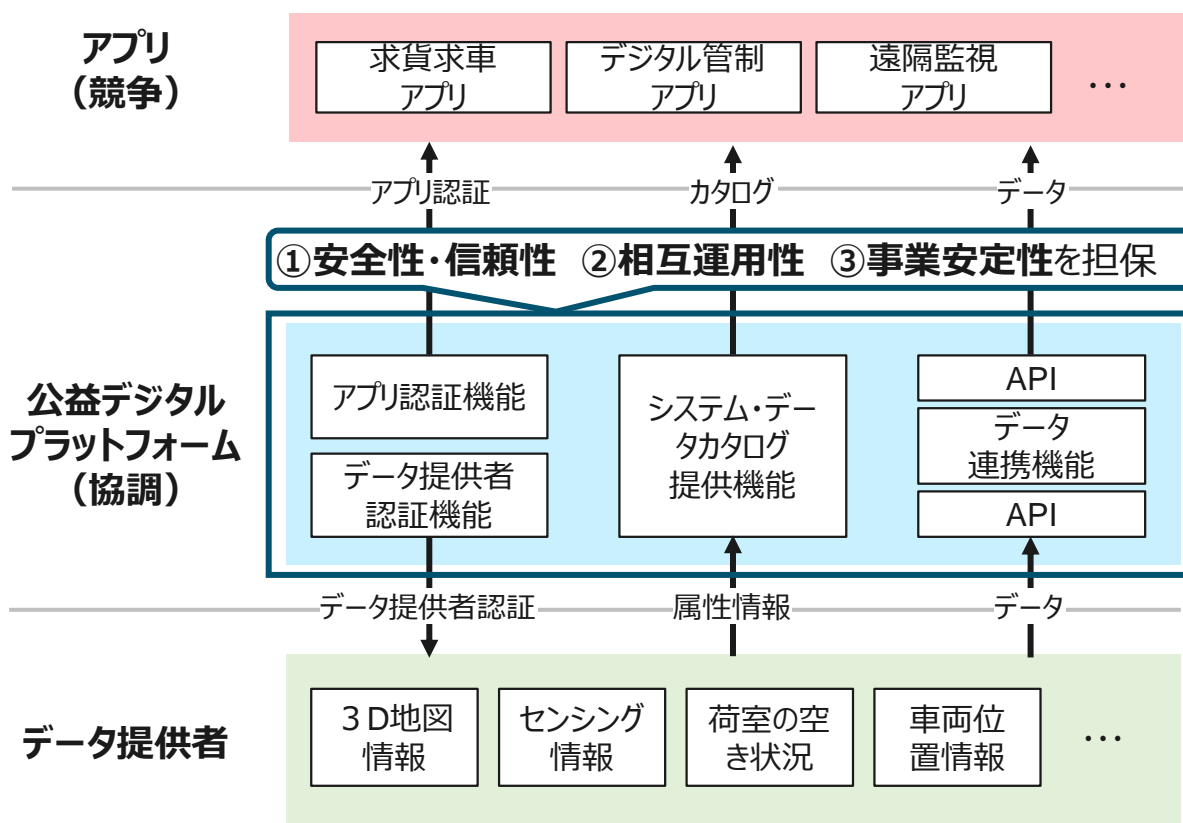 アプリ
（競争）
求貨求車
アプリ
デジタル管制
アプリ
遠隔監視
アプリ
…
アプリ認証
カタログ
データ
①安全性・信頼性 ②相互運用性 ③事業安定性を担保
公益デジタル
プラットフォーム
（協調）
アプリ認証機能
データ提供者
認証機能
システム・デー
タカタログ
提供機能
API
データ
連携機能
API
データ提供者認証
属性情報
データ
データ提供者
３D地図
情報
センシング
情報
荷室の空
き状況
車両位
置情報
…